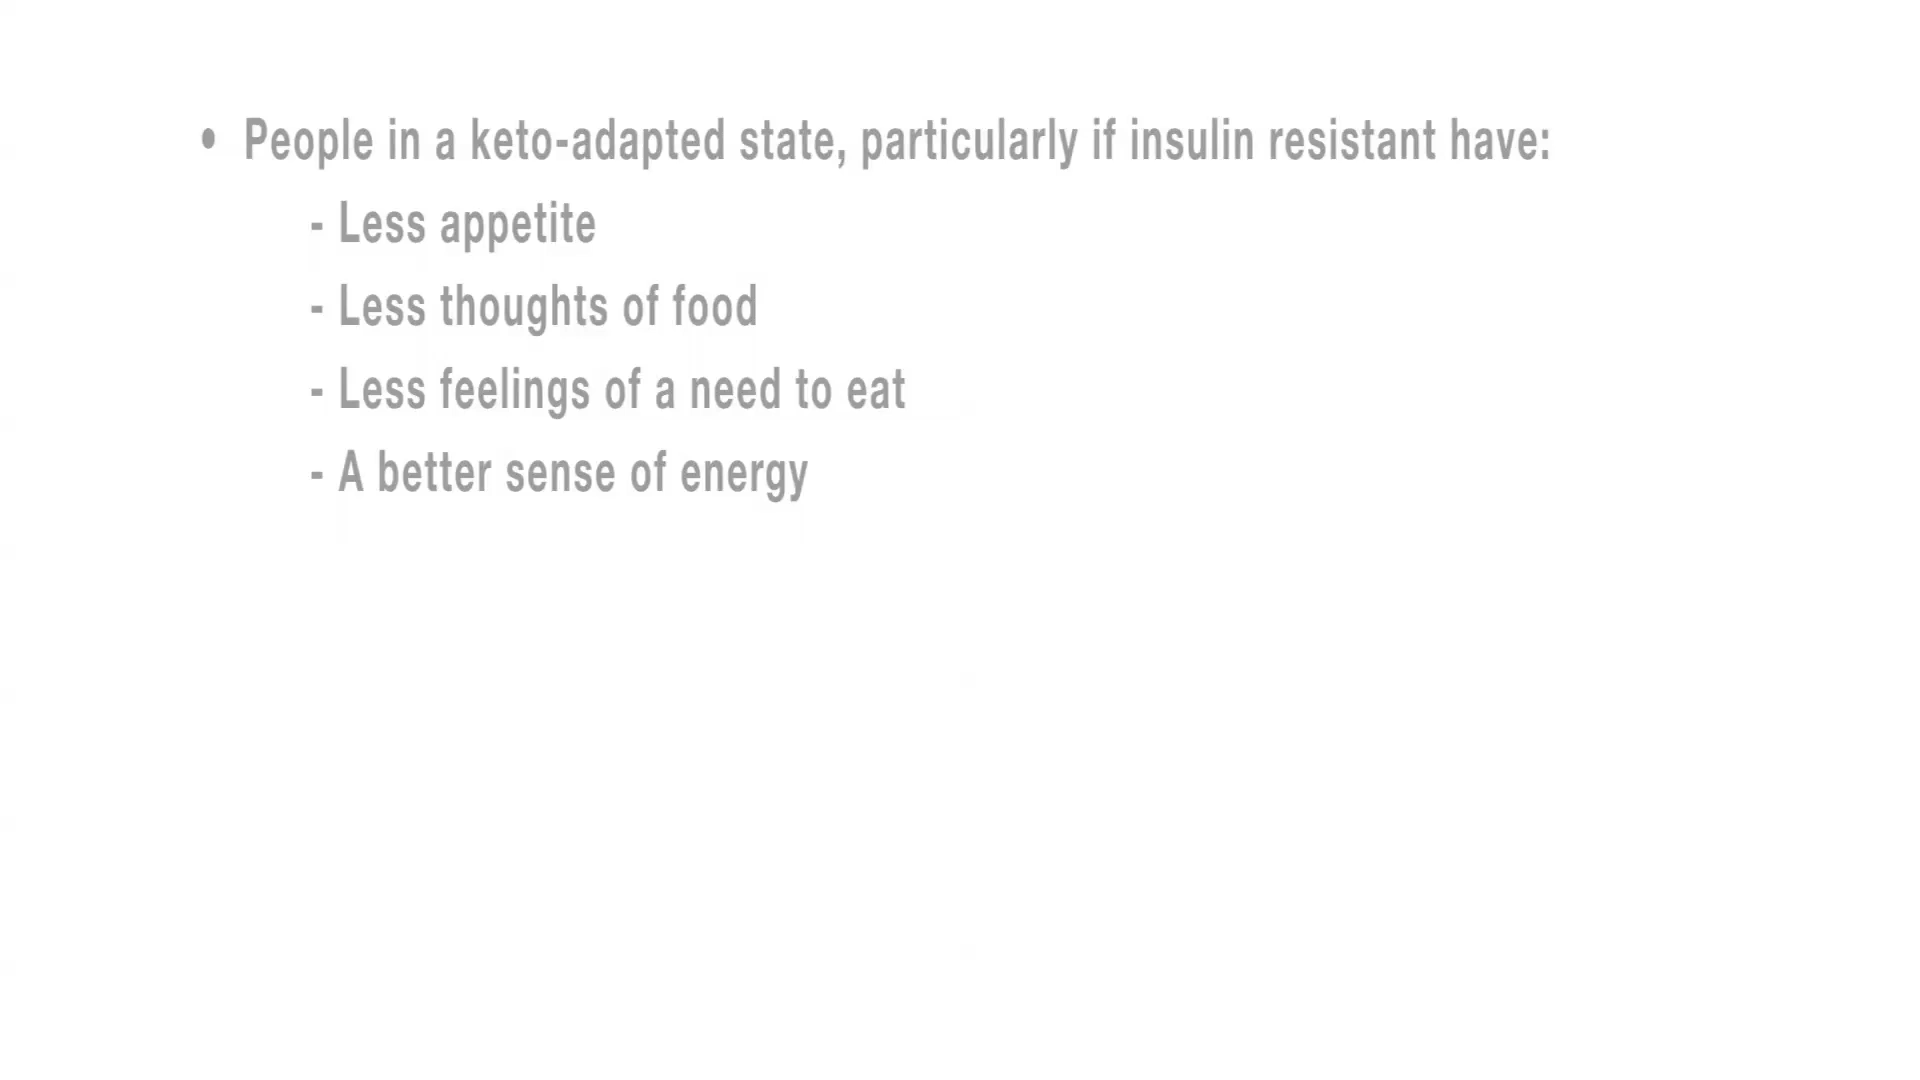 • People in a keto-adapted state, particularly if insulin resistant have:
- Less appetite
- Less thoughts of food
- Less feelings of a need to eat
- A better sense of energy